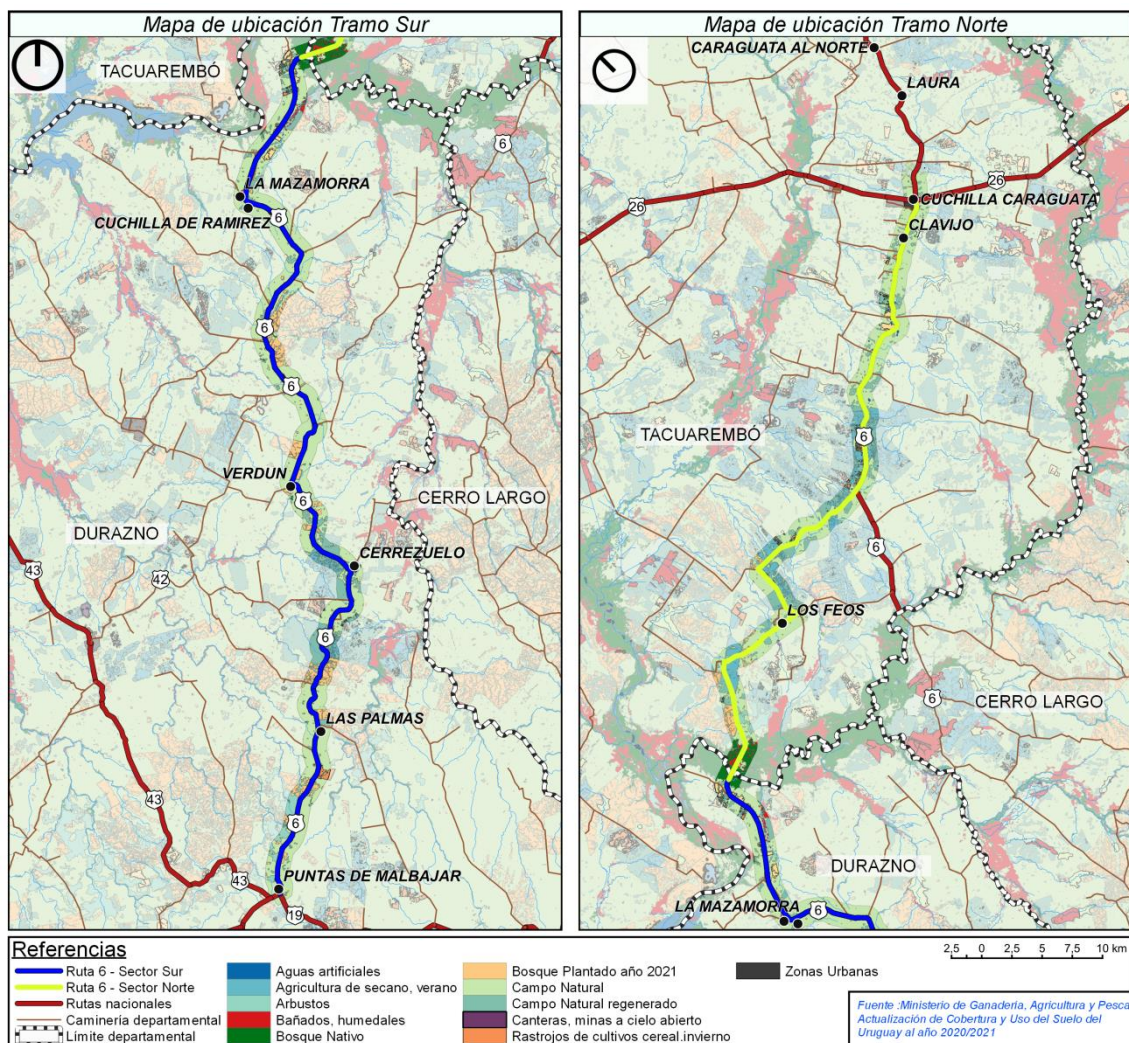 Mapa de ubicación Tramo Sur
TACUAREMBÓ
6
LA MAZAMORRA
CUCHILLA DE RAMIREZ
6
6
6
VERDUN
6
CERRO LARGO
DURAZNO
CERREZUELO
43
42
6
LAS PALMAS
43
6
43
PUNTAS DE MALBAJAR
19
Mapa de ubicación Tramo Norte
CARAGUATA AL NORTE
LAURA
26
CUCHILLA CARAGUATA
26
CLAVIJO
TACUAREMBÓ
6
6
LOS FEOS
CERRO LARGO
6
DURAZNO
LA MAZAMORRA
6
Referencias
Ruta 6 - Sector Sur
Ruta 6 - Sector Norte
Rutas nacionales
Caminería departamental
Límite departamental
Aguas artificiales
Agricultura de secano, verano
Arbustos
Bañados, humedales
Bosque Nativo
Bosque Plantado año 2021
Campo Natural
Campo Natural regenerado
Canteras, minas a cielo abierto
Rastrojos de cultivos cereal.invierno
Zonas Urbanas
2,5 0 2,5 5 7,5 10 km
Fuente :Ministerio de Ganadería, Agricultura y Pesca.
Actualización de Cobertura y Uso del Suelo del
Uruguay al año 2020/2021